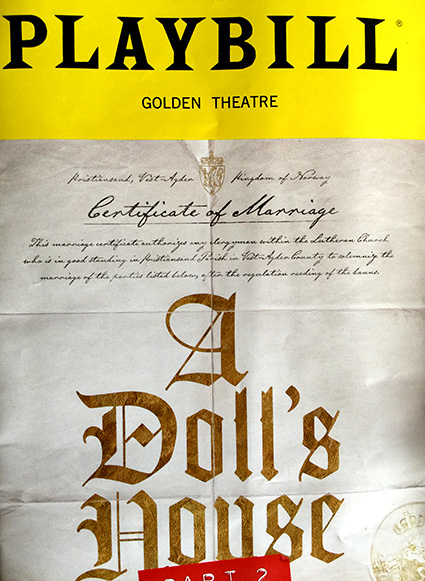 PLAYBILL®
GOLDEN THEATRE
Kristiansand, Vest-Agder Kingdom of Norway
Certificate of Marriage
This marriage certificate authorizes any clergymen within the Lutheran Church
who is in good standing in Kristiansand Parish in Vest-Agder County to solemnize the
marriage of the parties listed below, after the regulation reading of the banns.
A
Doll's
House
PART 2